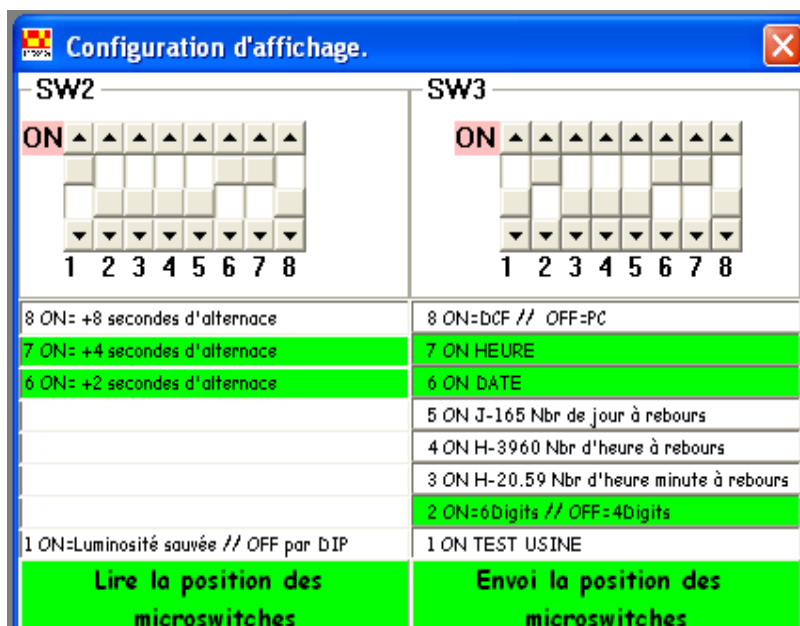 Configuration d'affichage.
SW2
ON
1 2 3 4 5 6 7 8
8 ON= +8 secondes d'alternace
7 ON= +4 secondes d'alternace
6 ON= +2 secondes d'alternace
1 ON=Luminosité sauvée // OFF par DIP
Lire la position des
microswitches
SW3
ON
1 2 3 4 5 6 7 8
8 ON=DCF // OFF=PC
7 ON HEURE
6 ON DATE
5 ON J-165 Nbr de jour à rebours
4 ON H-3960 Nbr d'heure à rebours
3 ON H-20.59 Nbr d'heure minute à rebours
2 ON=6Digits // OFF=4Digits
1 ON TEST USINE
Envoi la position des
microswitches